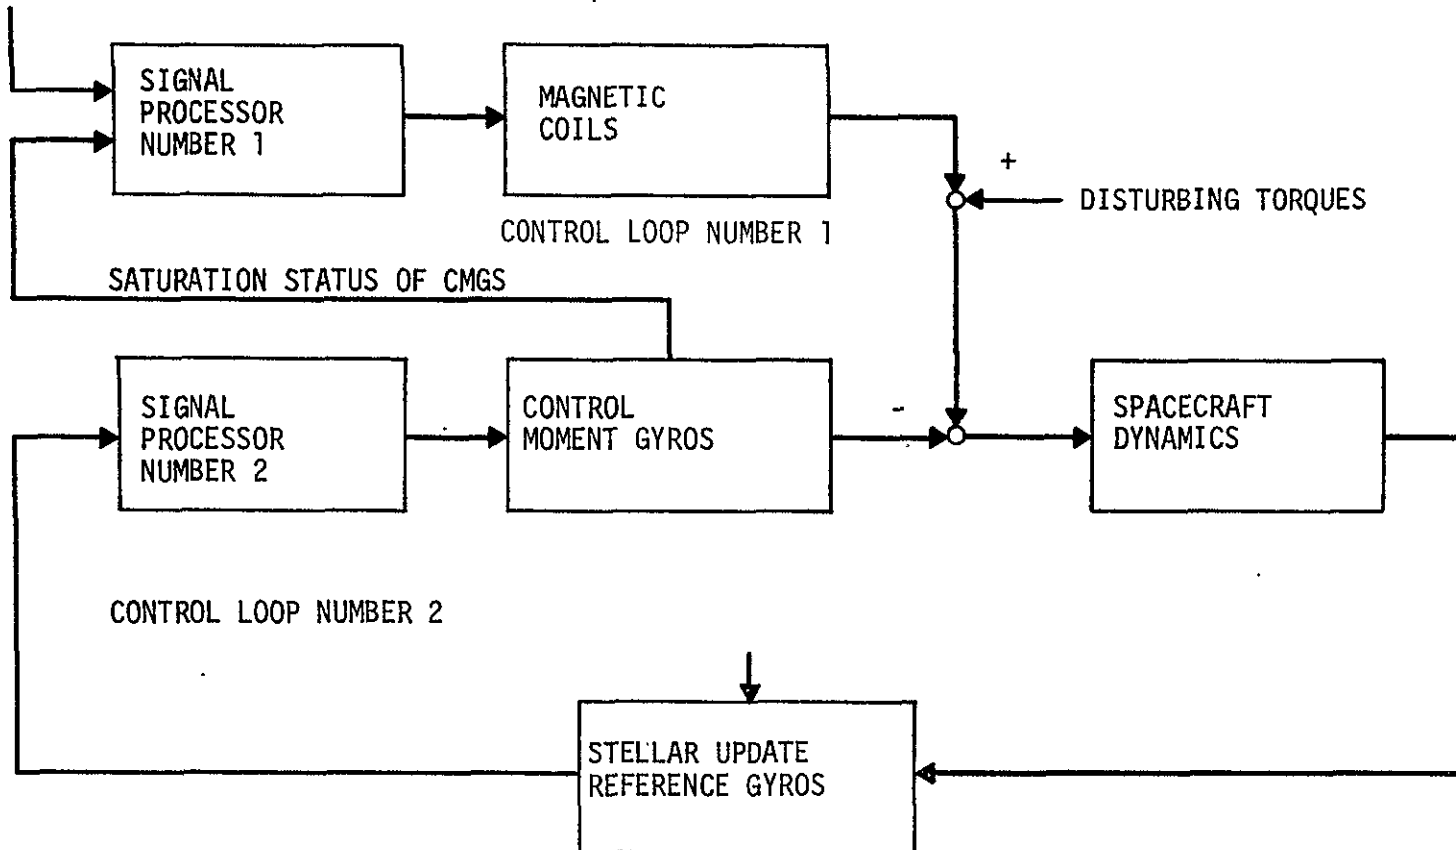 SIGNAL
PROCESSOR
NUMBER 1
MAGNETIC
COILS
+
DISTURBING TORQUES
CONTROL LOOP NUMBER 1
SATURATION STATUS OF CMGS
SIGNAL
PROCESSOR
NUMBER 2
CONTROL
MOMENT GYROS
-
SPACECRAFT
DYNAMICS
CONTROL LOOP NUMBER 2
STELLAR UPDATE
REFERENCE GYROS